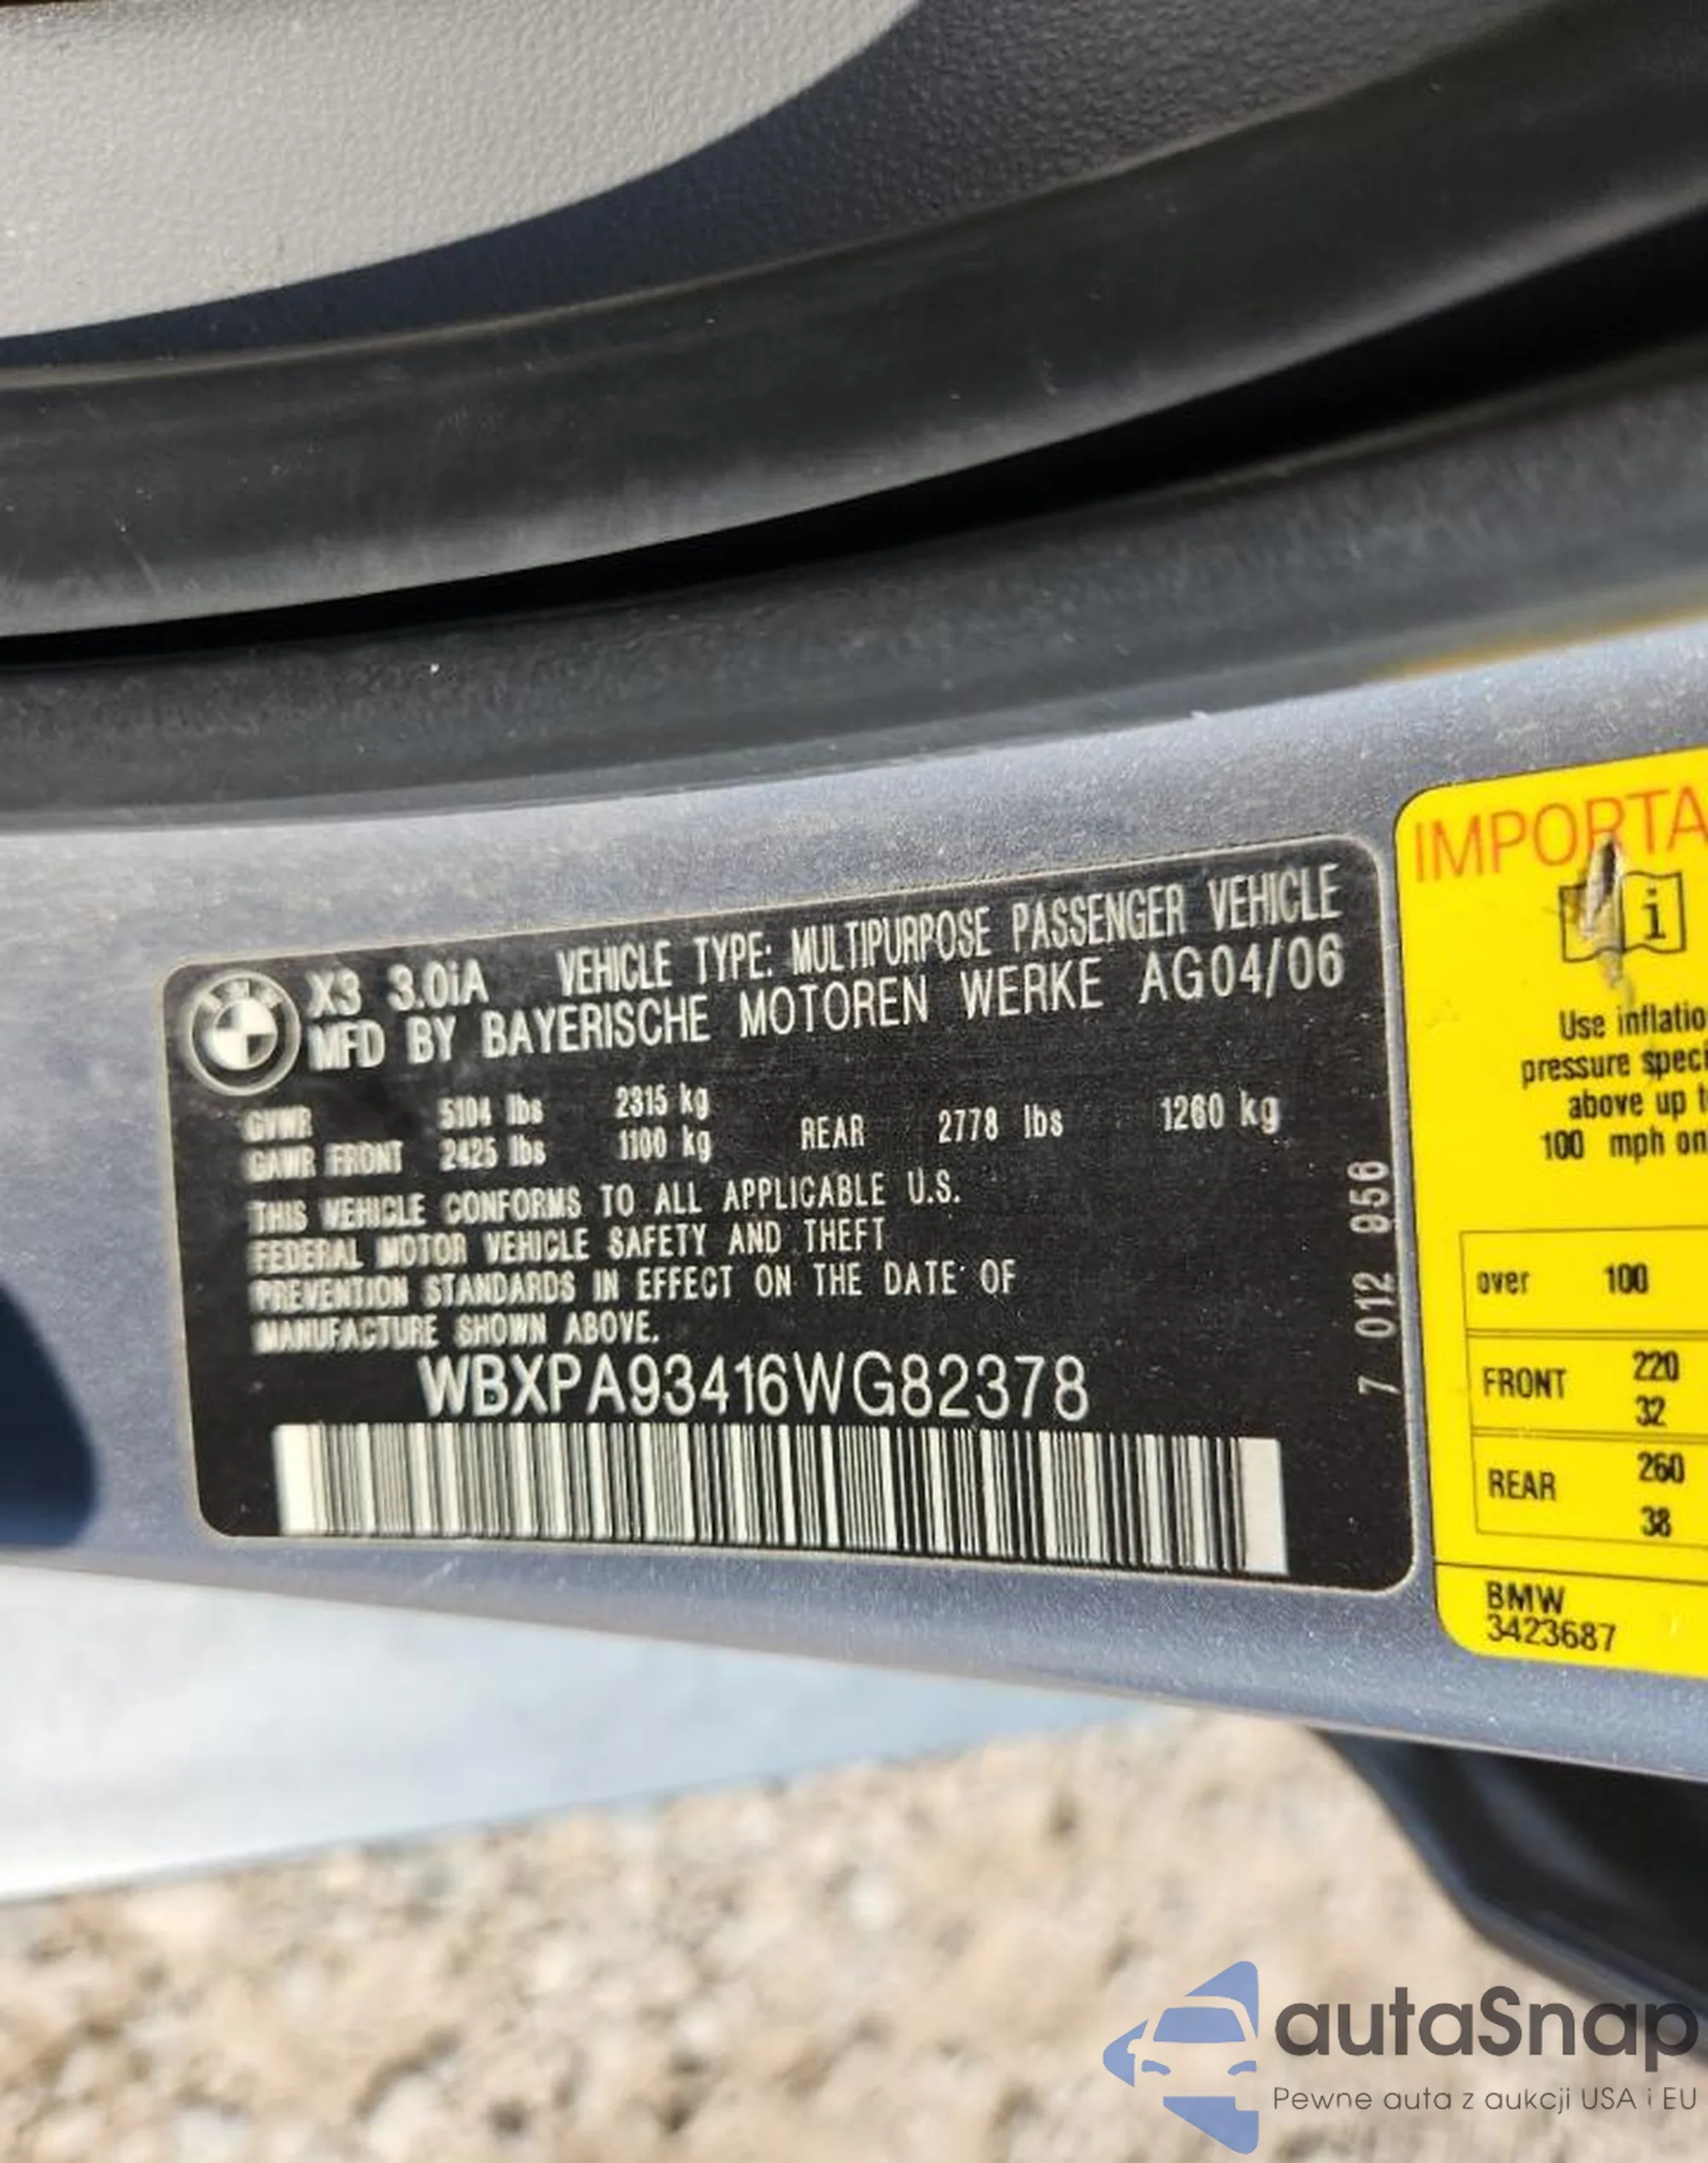 X3 3.0iA VEHICLE TYPE: MULTIPURPOSE PASSENGER VEHICLE
MFD BY BAYERISCHE MOTOREN WERKE AG04/06
GVWR 5104 lbs 2315 kg
GAWR FRONT 2425 lbs 1100 kg REAR 2778 lbs 1260 kg
THIS VEHICLE CONFORMS TO ALL APPLICABLE U.S.
FEDERAL MOTOR VEHICLE SAFETY AND THEFT
PREVENTION STANDARDS IN EFFECT ON THE DATE OF
MANUFACTURE SHOWN ABOVE.
WBXPA93416WG82378
7 012 956
IMPORTA
i
Use inflatio
pressure speci
above up t
100 mph on
over 100
FRONT 220
32
REAR 260
38
BMW
3423687
autaSnap
Pewne auta z aukcji USA i EU